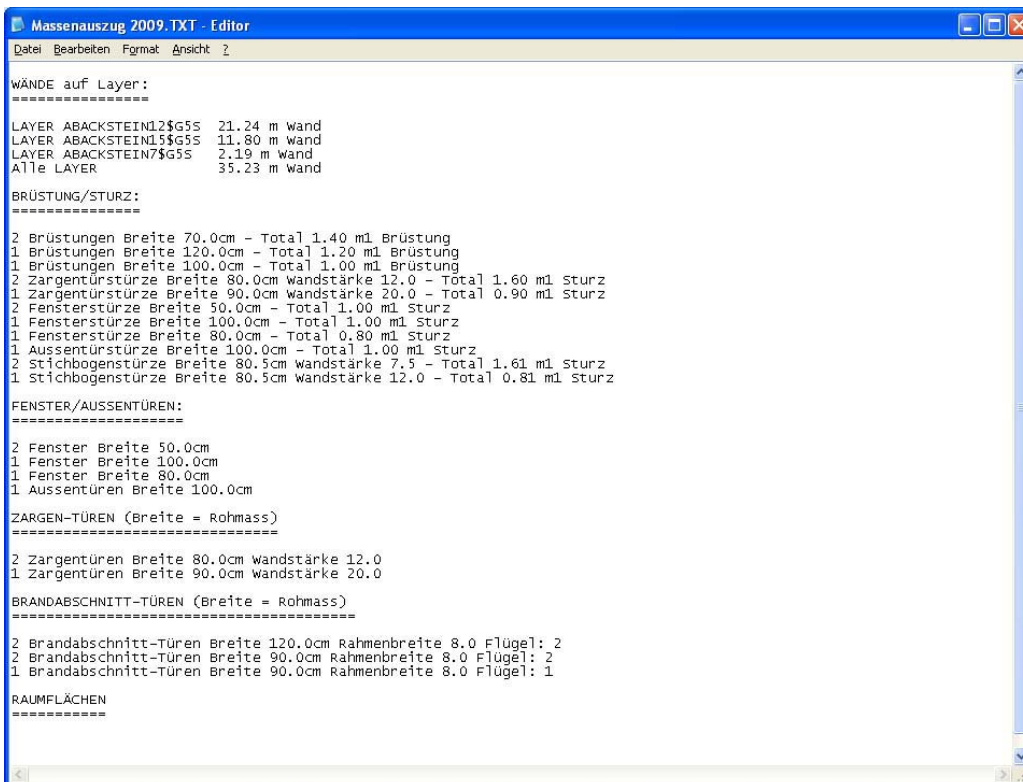 Massenauszug 2009.TXT - Editor
Datei Bearbeiten Format Ansicht ?
WÄNDE auf Layer:
================
LAYER ABACKSTEIN12$G5S 21.24 m Wand
LAYER ABACKSTEIN15$G5S 11.80 m Wand
LAYER ABACKSTEIN7$G5S 2.19 m Wand
Alle LAYER 35.23 m Wand
BRÜSTUNG/STURZ:
===============
2 Brüstungen Breite 70.0cm - Total 1.40 m1 Brüstung
1 Brüstungen Breite 120.0cm - Total 1.20 m1 Brüstung
1 Brüstungen Breite 100.0cm - Total 1.00 m1 Brüstung
2 Zargentürstürze Breite 80.0cm Wandstärke 12.0 - Total 1.60 m1 Sturz
1 Zargentürstürze Breite 90.0cm Wandstärke 20.0 - Total 0.90 m1 Sturz
2 Fensterstürze Breite 50.0cm - Total 1.00 m1 Sturz
1 Fensterstürze Breite 100.0cm - Total 1.00 m1 Sturz
1 Fensterstürze Breite 80.0cm - Total 0.80 m1 Sturz
1 Aussentürstürze Breite 100.0cm - Total 1.00 m1 Sturz
2 Stichbogenstürze Breite 80.5cm Wandstärke 7.5 - Total 1.61 m1 Sturz
1 Stichbogenstürze Breite 80.5cm Wandstärke 12.0 - Total 0.81 m1 Sturz
FENSTER/AUSSENTÜREN:
====================
2 Fenster Breite 50.0cm
1 Fenster Breite 100.0cm
1 Fenster Breite 80.0cm
1 Aussentüren Breite 100.0cm
ZARGEN-TÜREN (Breite = Rohmass)
===============================
2 Zargentüren Breite 80.0cm Wandstärke 12.0
1 Zargentüren Breite 90.0cm Wandstärke 20.0
BRANDABSCHNITT-TÜREN (Breite = Rohmass)
========================================
2 Brandabschnitt-Türen Breite 120.0cm Rahmenbreite 8.0 Flügel: 2
2 Brandabschnitt-Türen Breite 90.0cm Rahmenbreite 8.0 Flügel: 2
1 Brandabschnitt-Türen Breite 90.0cm Rahmenbreite 8.0 Flügel: 1
RAUMFLÄCHEN
===========